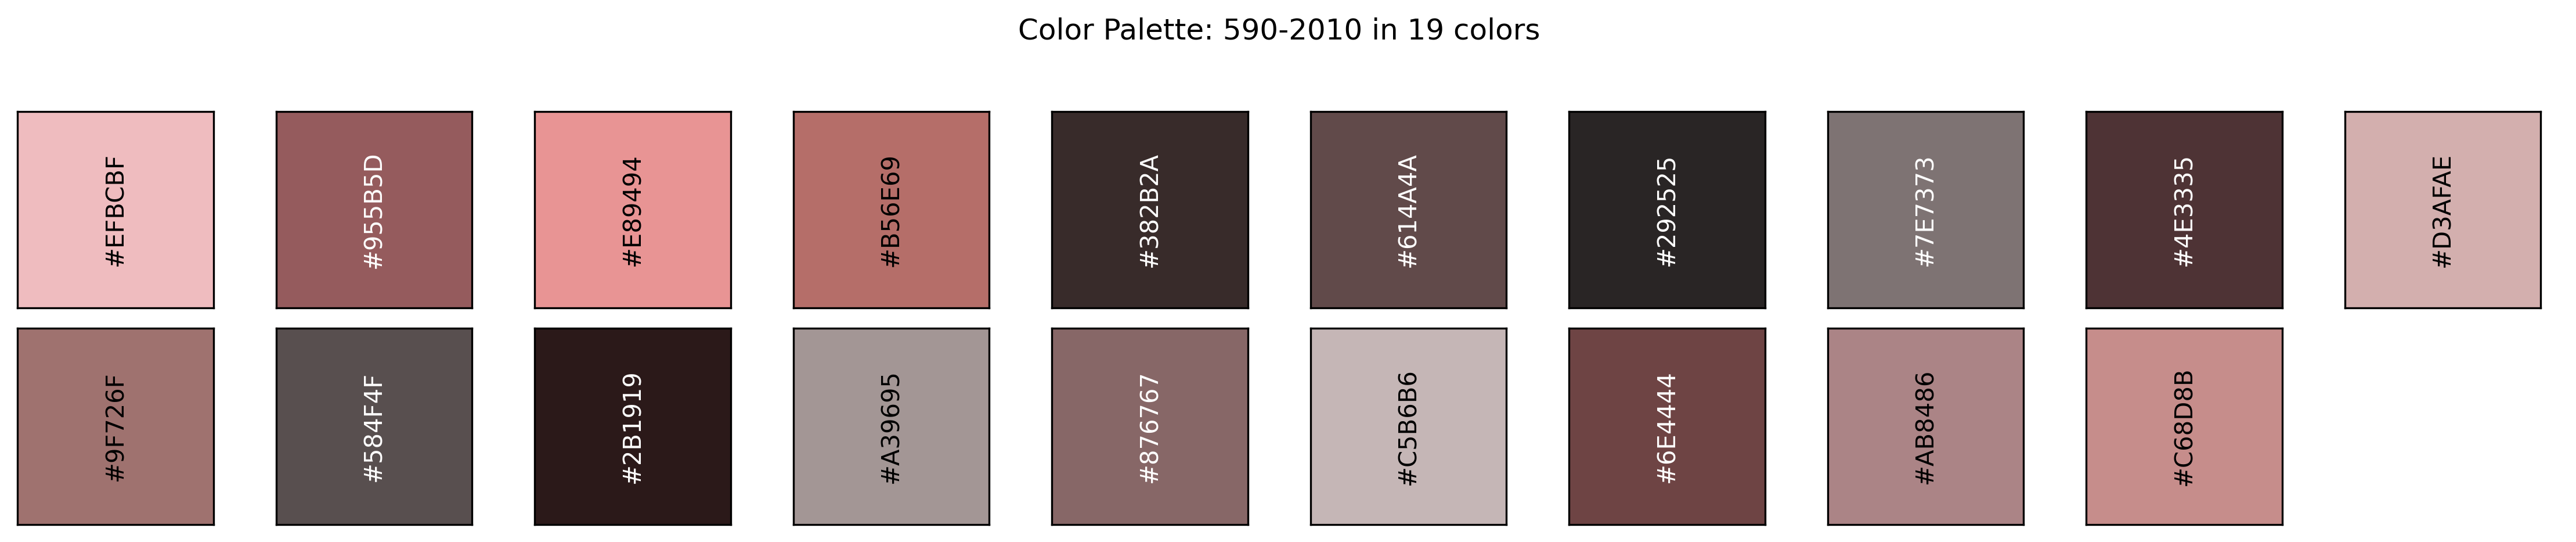 Color Palette: 590-2010 in 19 colors
#EFBCBF
#955B5D
#E89494
#B56E69
#382B2A
#614A4A
#292525
#7E7373
#4E3335
#D3AFAE
#9F726F
#584F4F
#2B1919
#A39695
#876767
#C5B6B6
#6E4444
#AB8486
#C68D8B